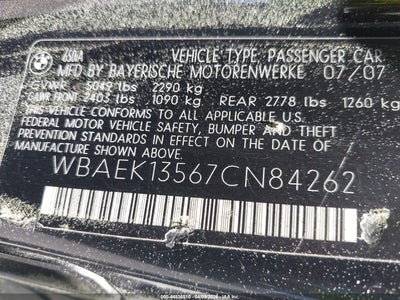 650iA VEHICLE TYPE, PASSENGER CAR
MFD BY BAYERISCHE MOTORENWERKE 07/07
GVWR 5049 lbs 2290 kg
GAWR FRONT 2403 lbs 1090 kg REAR 2778 lbs 1260 kg
THIS VEHICLE CONFORMS TO ALL APPLICABLE U.S.
FEDERAL MOTOR VEHICLE SAFETY, BUMPER AND THEFT
PREVENTION STANDARDS IN EFFECT ON THE DATE OF
MANUFACTURE SHOWN ABOVE.
*WBAEK13567CN84262*